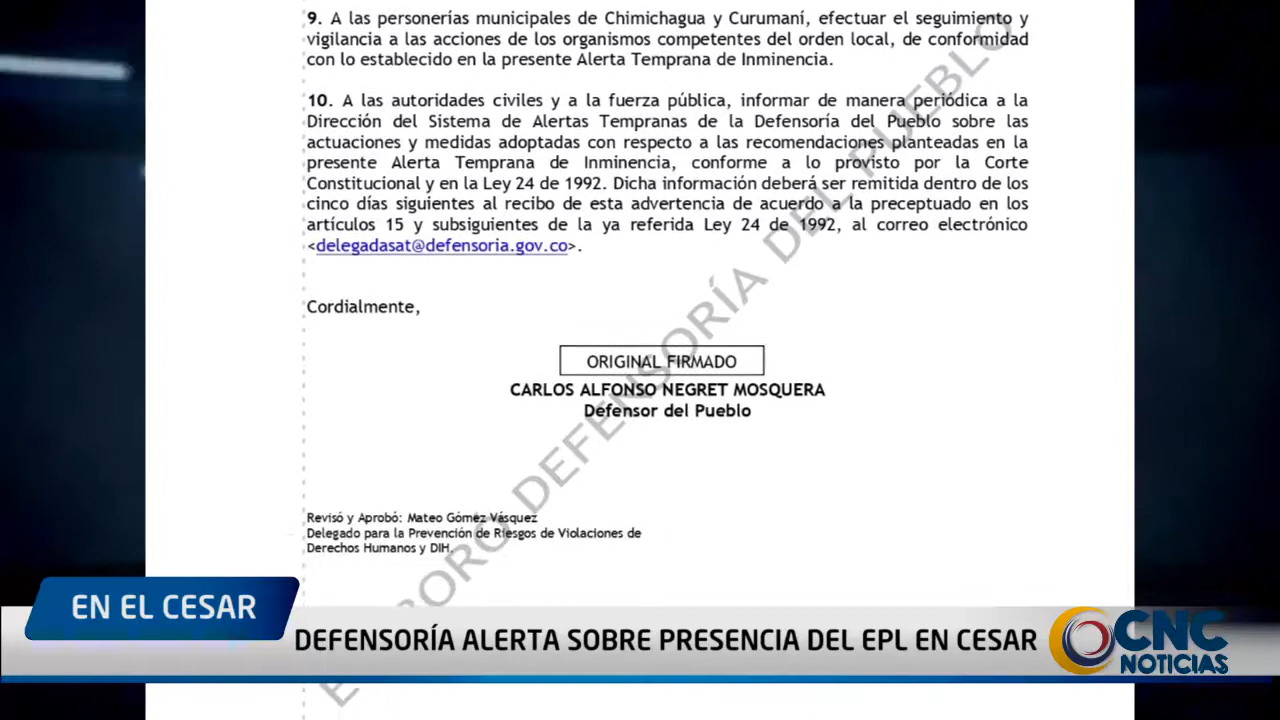 9. A las personerías municipales de Chimichagua y Curumaní, efectuar el seguimiento y
vigilancia a las acciones de los organismos competentes del orden local, de conformidad
con lo establecido en la presente Alerta Temprana de Inminencia.
10. A las autoridades civiles y a la fuerza pública, informar de manera periódica a la
Dirección del Sistema de Alertas Tempranas de la Defensoría del Pueblo sobre las
actuaciones y medidas adoptadas con respecto a las recomendaciones planteadas en la
presente Alerta Temprana de Inminencia, conforme a lo provisto por la Corte
Constitucional y en la Ley 24 de 1992. Dicha información deberá ser remitida dentro de los
cinco días siguientes al recibo de esta advertencia de acuerdo a la preceptuado en los
artículos 15 y subsiguientes de la ya referida Ley 24 de 1992, al correo electrónico
<delegadasat@defensoria.gov.co>.
Cordialmente,
ORIGINAL FIRMADO
CARLOS ALFONSO NEGRET MOSQUERA
Defensor del Pueblo
Revisó y Aprobó: Mateo Gómez Vásquez
Delegado para la Prevención de Riesgos de Violaciones de
Derechos Humanos y DIH.
DEFENSORÍA DEL PUEBLO
EN EL CESAR
DEFENSORÍA ALERTA SOBRE PRESENCIA DEL EPL EN CESAR
CNC
NOTICIAS